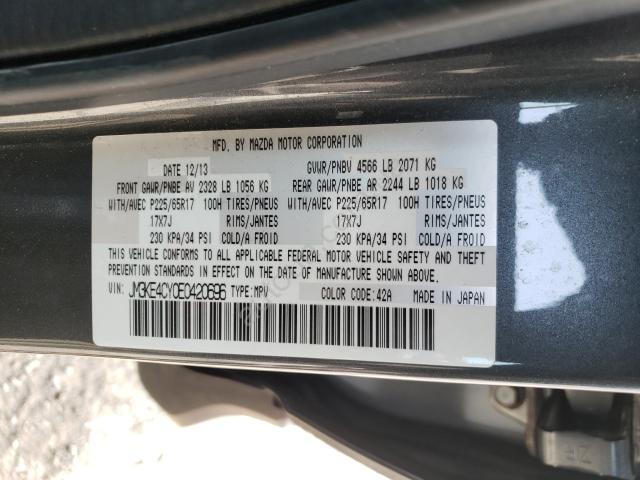 MFD. BY MAZDA MOTOR CORPORATION
DATE 12/13 GVWR/PNBV 4566 LB 2071 KG
FRONT GAWR/PNBE AV 2328 LB 1056 KG REAR GAWR/PNBE AR 2244 LB 1018 KG
WITH/AVEC P225/65R17 100H TIRES/PNEUS WITH/AVEC P225/65R17 100H TIRES/PNEUS
17X7J RIMS/JANTES 17X7J RIMS/JANTES
230 KPA/34 PSI COLD/A FROID 230 KPA/34 PSI COLD/A FROID
THIS VEHICLE CONFORMS TO ALL APPLICABLE FEDERAL MOTOR VEHICLE SAFETY AND THEFT
PREVENTION STANDARDS IN EFFECT ON THE DATE OF MANUFACTURE SHOWN ABOVE.
VIN: JM3KE4CY0E0420696 TYPE:MPV COLOR CODE:42A MADE IN JAPAN